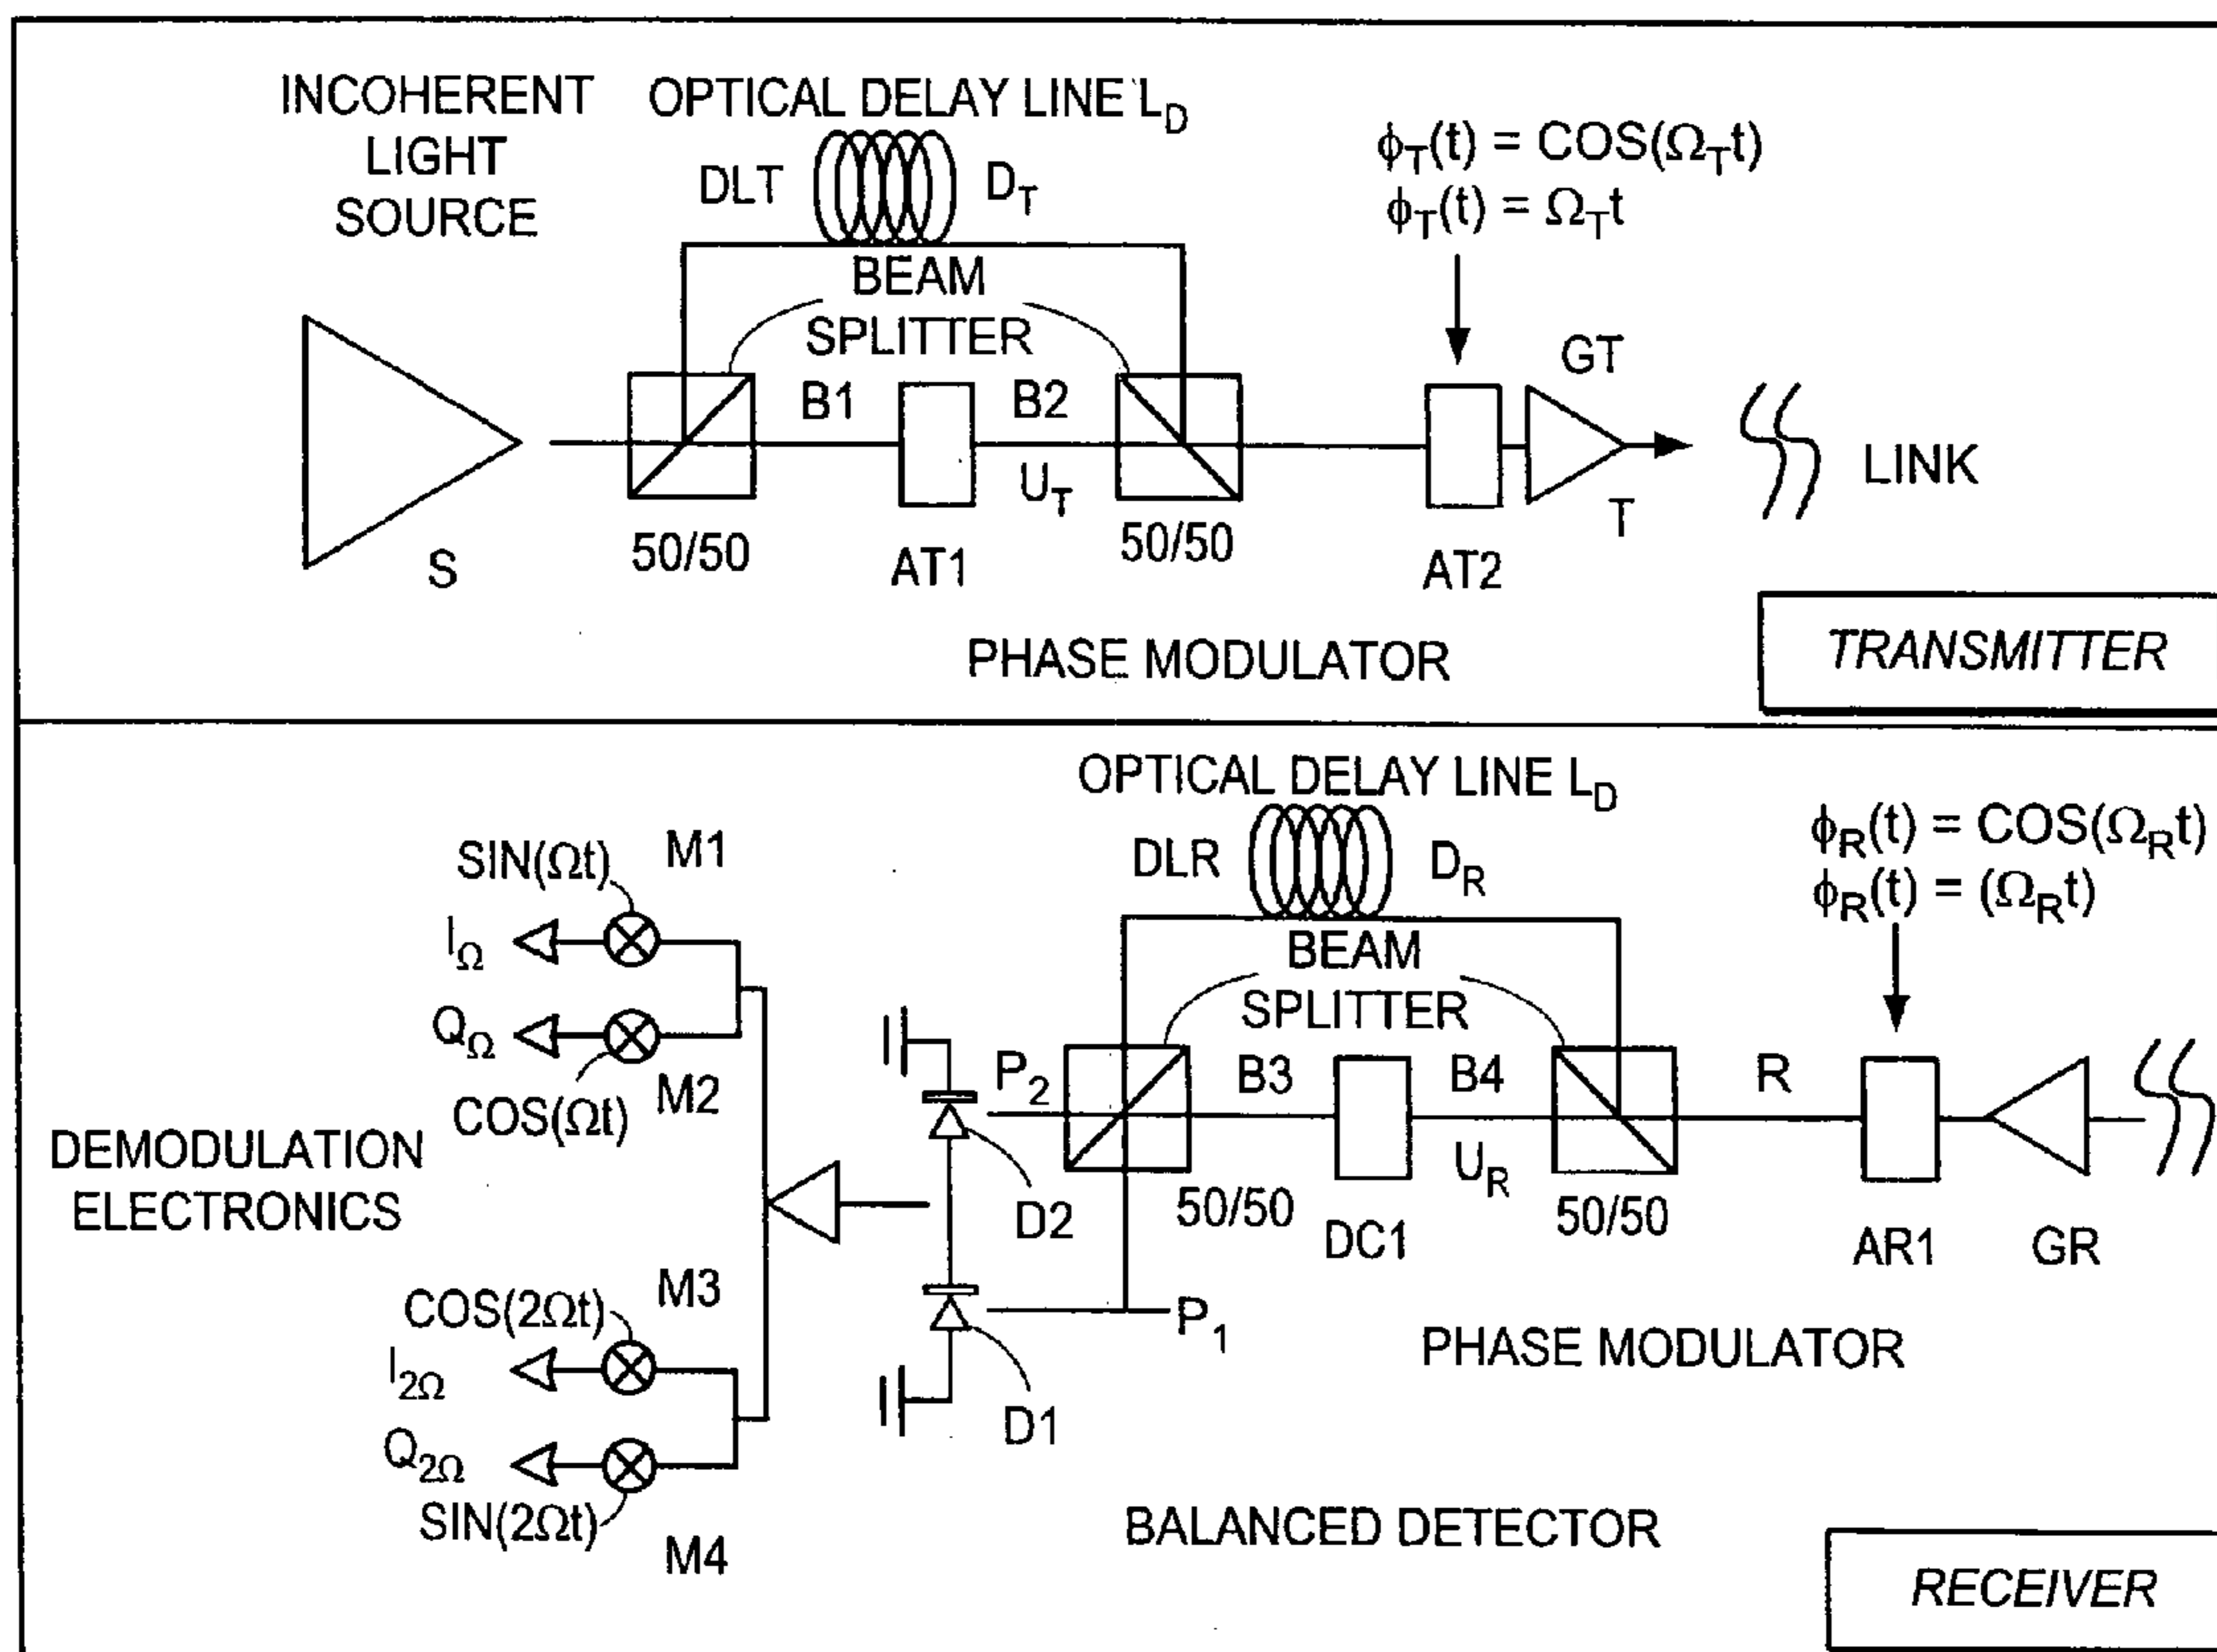 INCOHERENT
LIGHT
SOURCE
OPTICAL DELAY LINE L_D
DLT
D_T
ϕ_T(t) = COS(Ω_Tt)
ϕ_T(t) = Ω_Tt
BEAM
SPLITTER
B1
B2
GT
U_T
LINK
T
S
50/50
AT1
50/50
AT2
PHASE MODULATOR
TRANSMITTER
OPTICAL DELAY LINE L_D
DLR
D_R
ϕ_R(t) = COS(Ω_Rt)
ϕ_R(t) = (Ω_Rt)
SIN(Ωt)
M1
I_Ω
BEAM
SPLITTER
Q_Ω
COS(Ωt)
M2
P_2
B3
B4
R
U_R
DEMODULATION
ELECTRONICS
D2
50/50
DC1
50/50
AR1
GR
COS(2Ωt)
M3
P_1
I_2Ω
D1
PHASE MODULATOR
Q_2Ω
SIN(2Ωt)
M4
BALANCED DETECTOR
RECEIVER